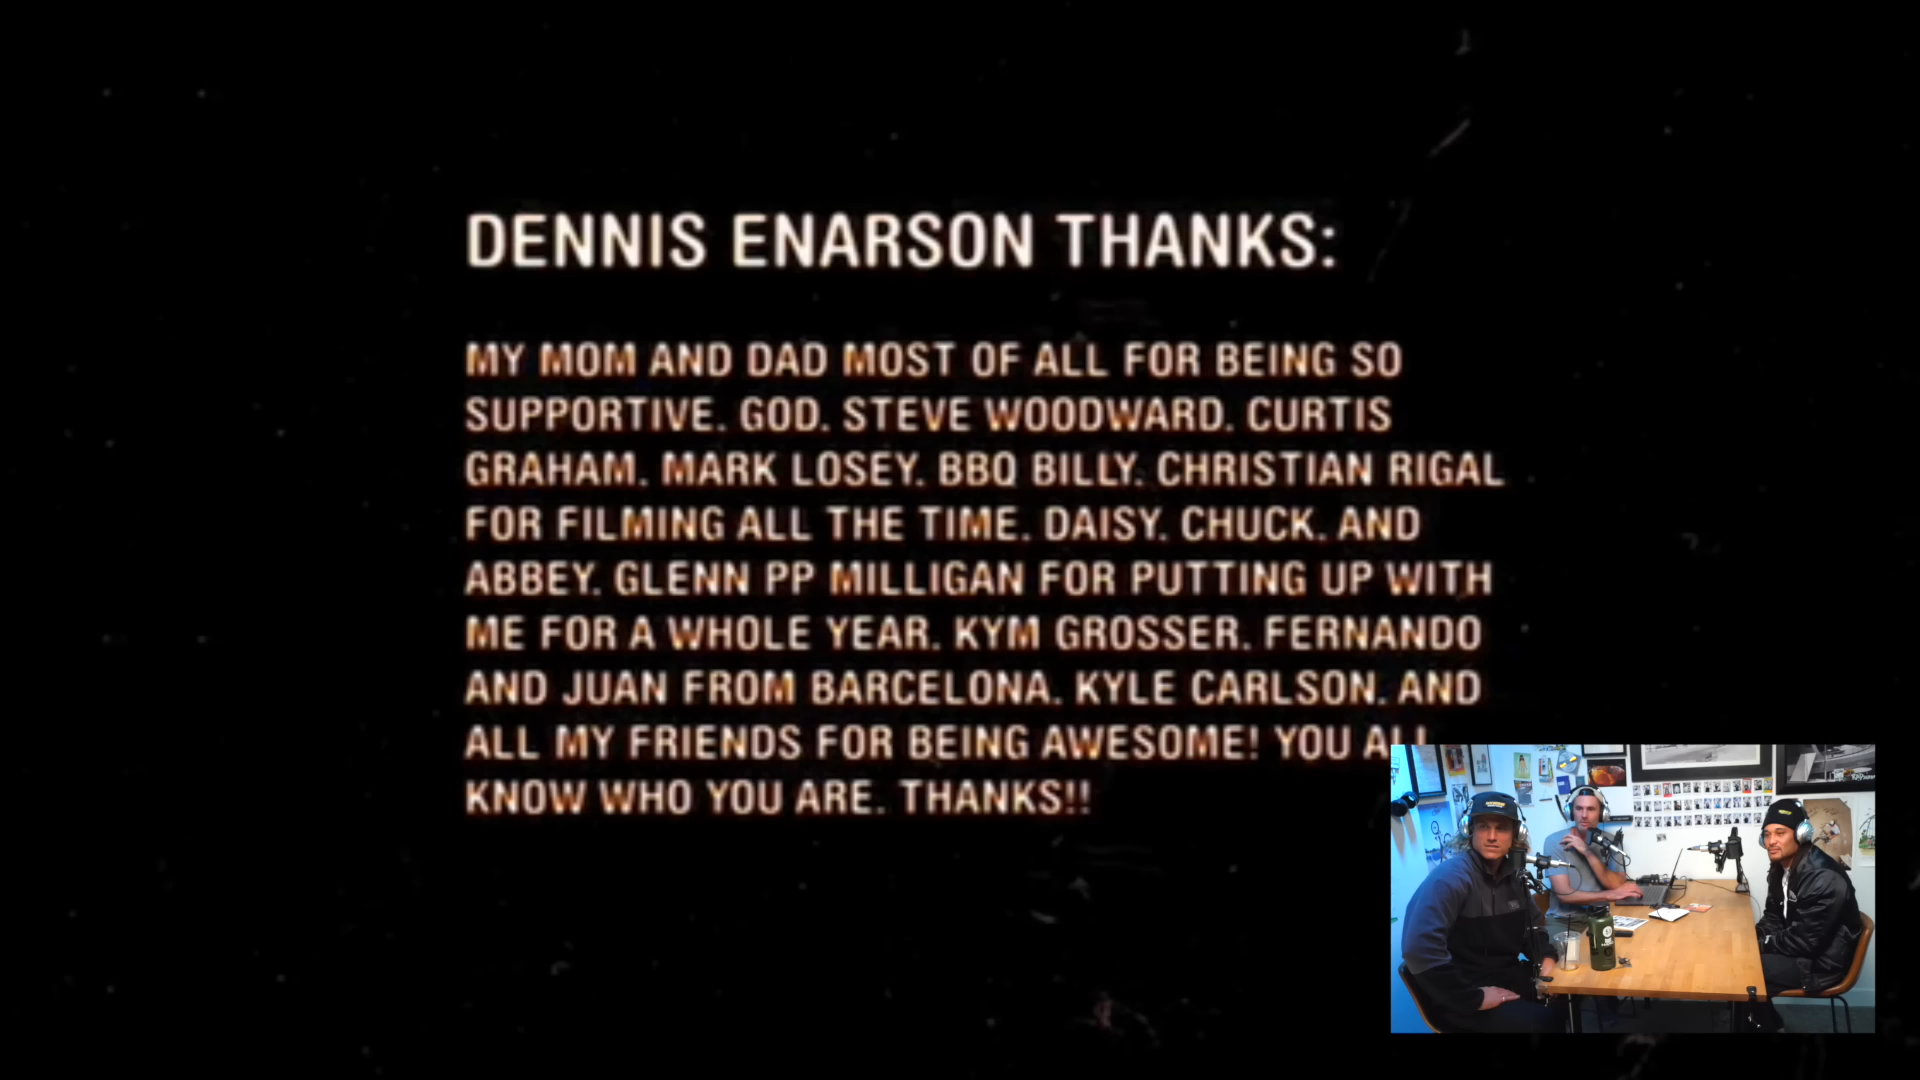 DENNIS ENARSON THANKS:
MY MOM AND DAD MOST OF ALL FOR BEING SO
SUPPORTIVE. GOD. STEVE WOODWARD. CURTIS
GRAHAM. MARK LOSEY. BBQ BILLY. CHRISTIAN RIGAL
FOR FILMING ALL THE TIME. DAISY. CHUCK. AND
ABBEY. GLENN PP MILLIGAN FOR PUTTING UP WITH
ME FOR A WHOLE YEAR. KYM GROSSER. FERNANDO
AND JUAN FROM BARCELONA. KYLE CARLSON. AND
ALL MY FRIENDS FOR BEING AWESOME! YOU ALL
KNOW WHO YOU ARE. THANKS!!